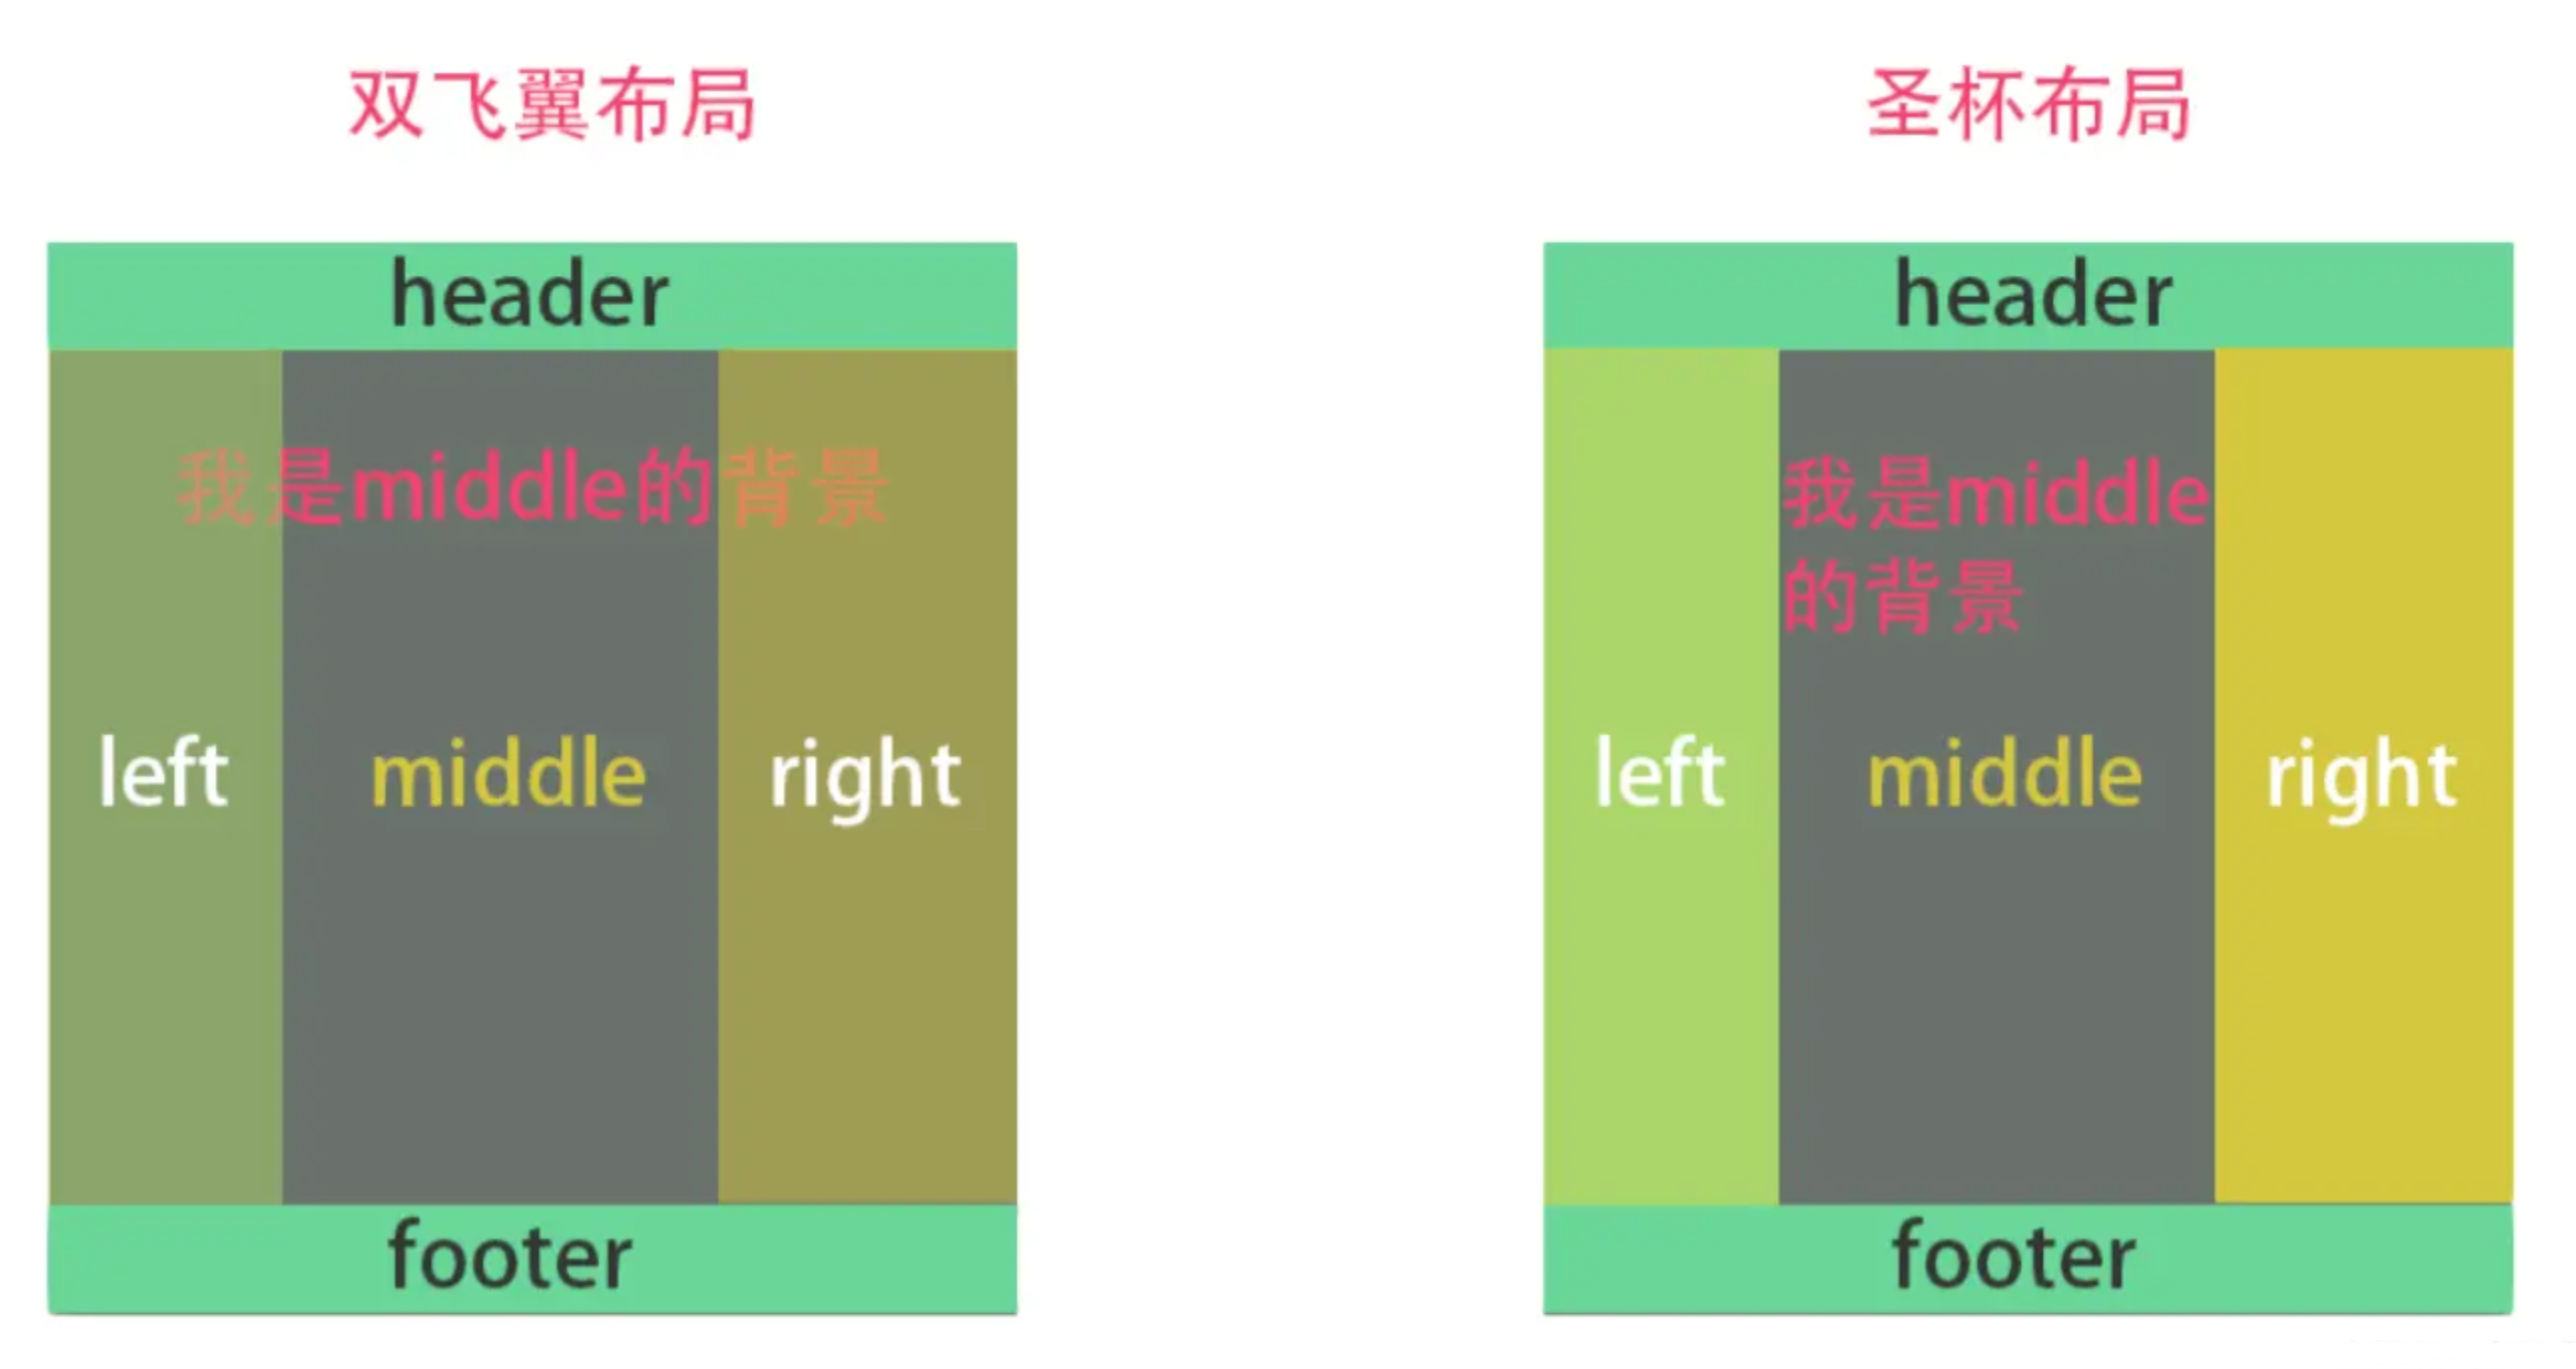 双飞翼布局
header
我是middle的背景
left
middle
right
footer
圣杯布局
header
我是middle
的背景
left
middle
right
footer